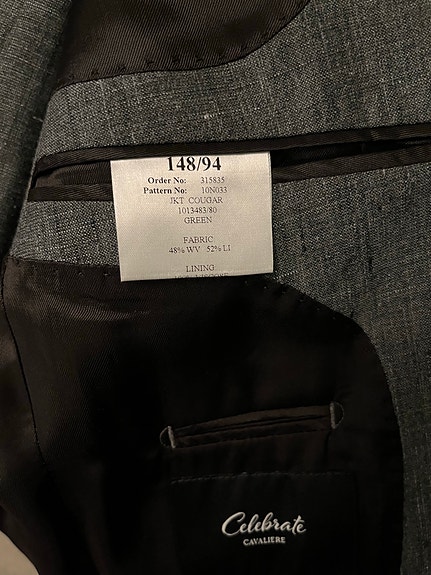 148/94
Order No: 315835
Pattern No: 10N033
JKT COUGAR
1013483/80
GREEN
FABRIC
48% WV 52% LI
LINING
Celebrate
CAVALIERE